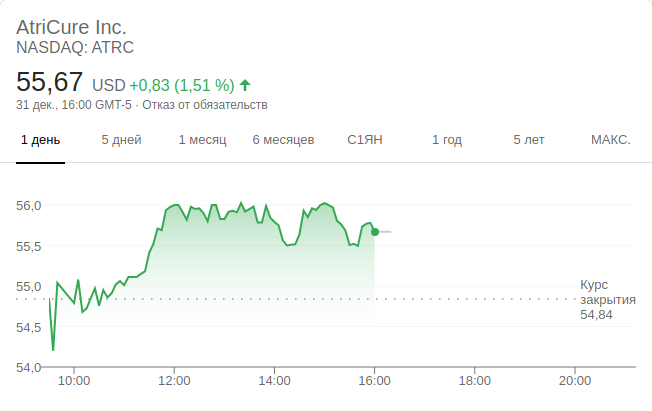 AtriCure Inc.
NASDAQ: ATRC
55,67 USD +0,83 (1,51 %)
31 дек., 16:00 GMT-5 · Отказ от обязательств
1 день 5 дней 1 месяц 6 месяцев С1ЯН 1 год 5 лет МАКС.
56,0
55,5
55,0
Курс
закрытия
54,84
54,5
54,0
10:00 12:00 14:00 16:00 18:00 20:00